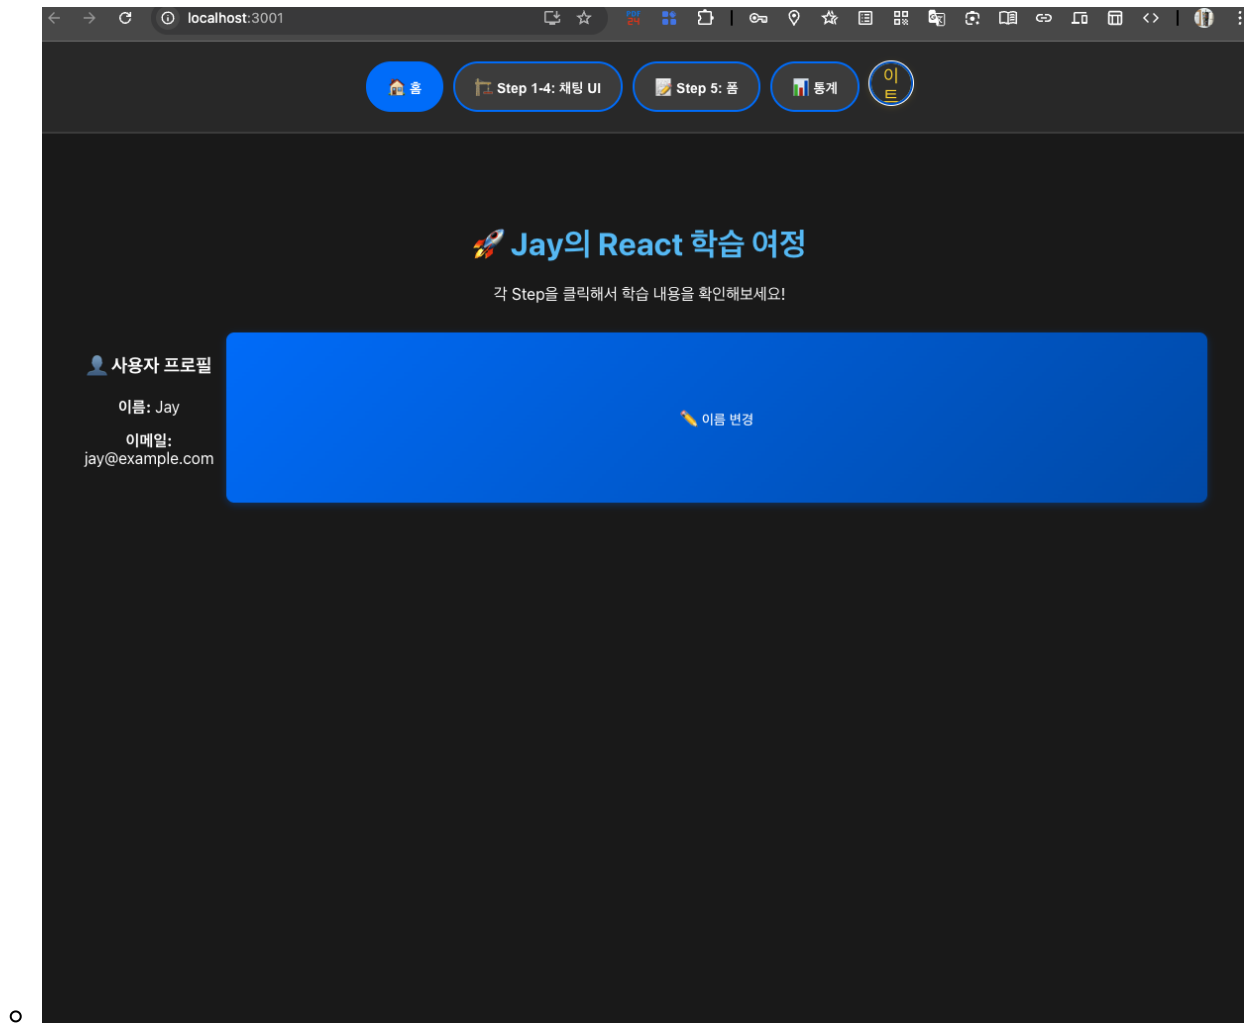 localhost:3001
홈
Step 1-4: 채팅 UI
Step 5: 폼
통계
이
트
Jay의 React 학습 여정
각 Step을 클릭해서 학습 내용을 확인해보세요!
사용자 프로필
이름: Jay
이메일:
jay@example.com
이름 변경